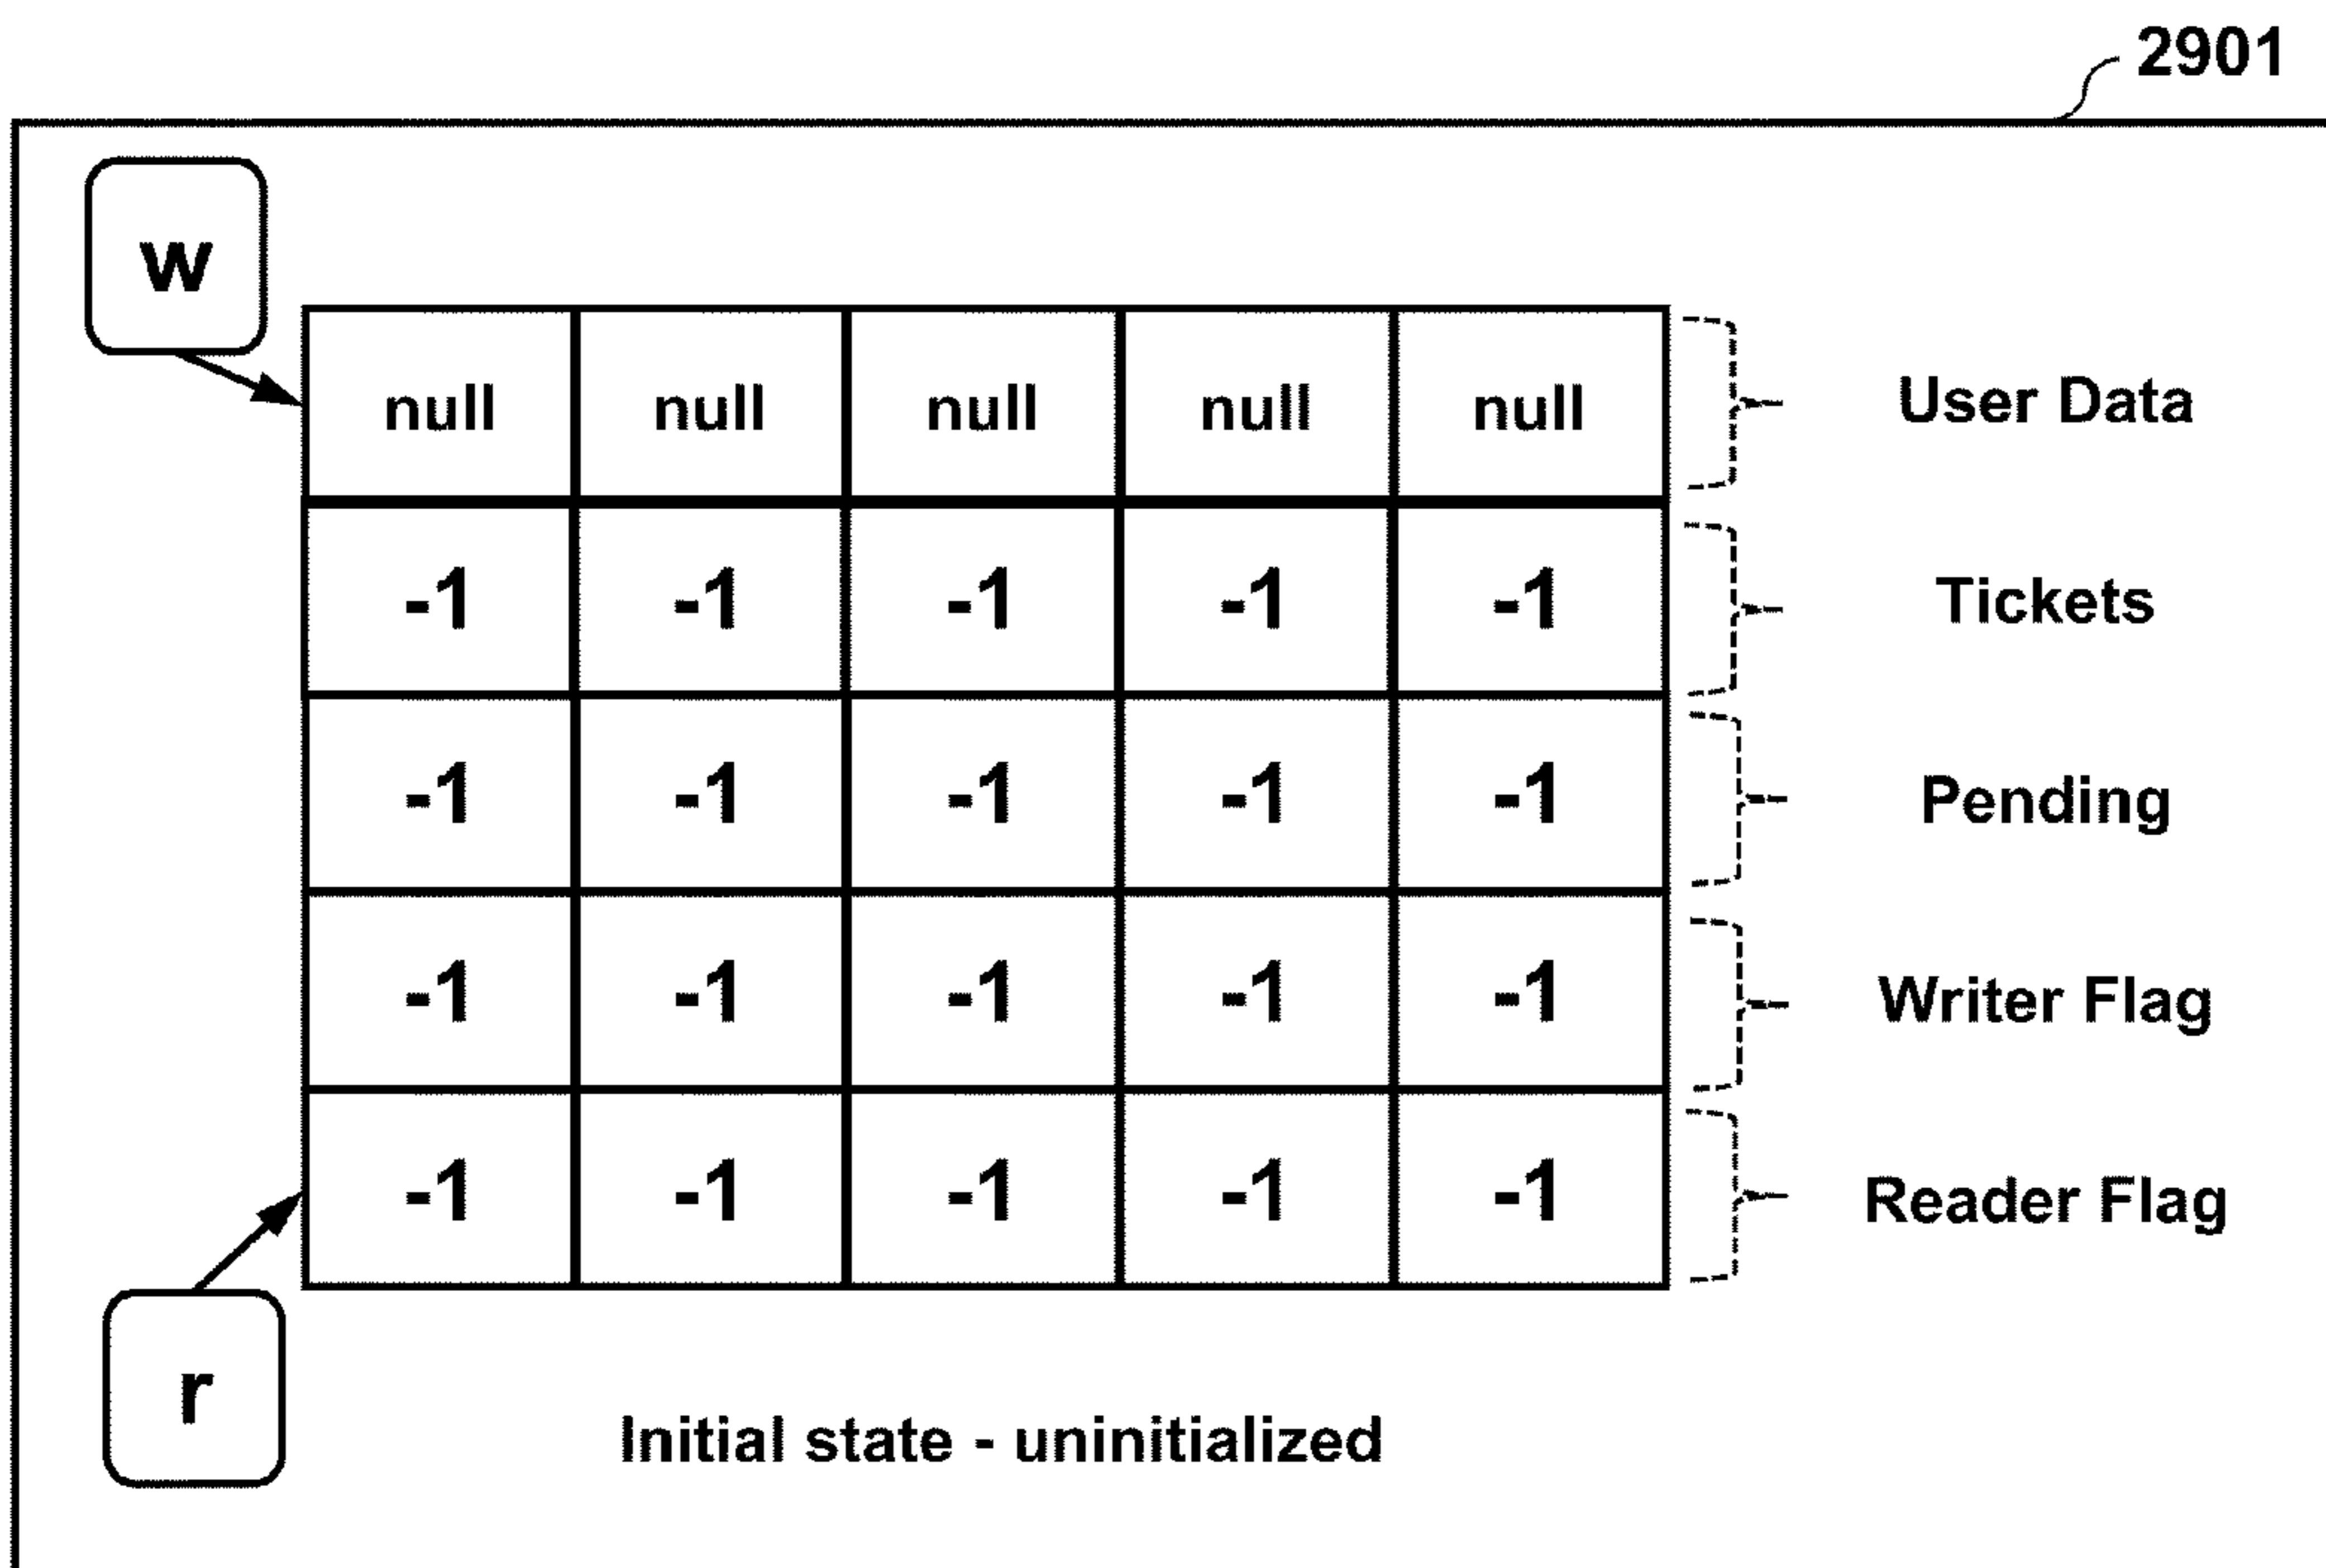 2901
w
null null null null null User Data
-1 -1 -1 -1 -1 Tickets
-1 -1 -1 -1 -1 Pending
-1 -1 -1 -1 -1 Writer Flag
-1 -1 -1 -1 -1 Reader Flag
r
Initial state - uninitialized